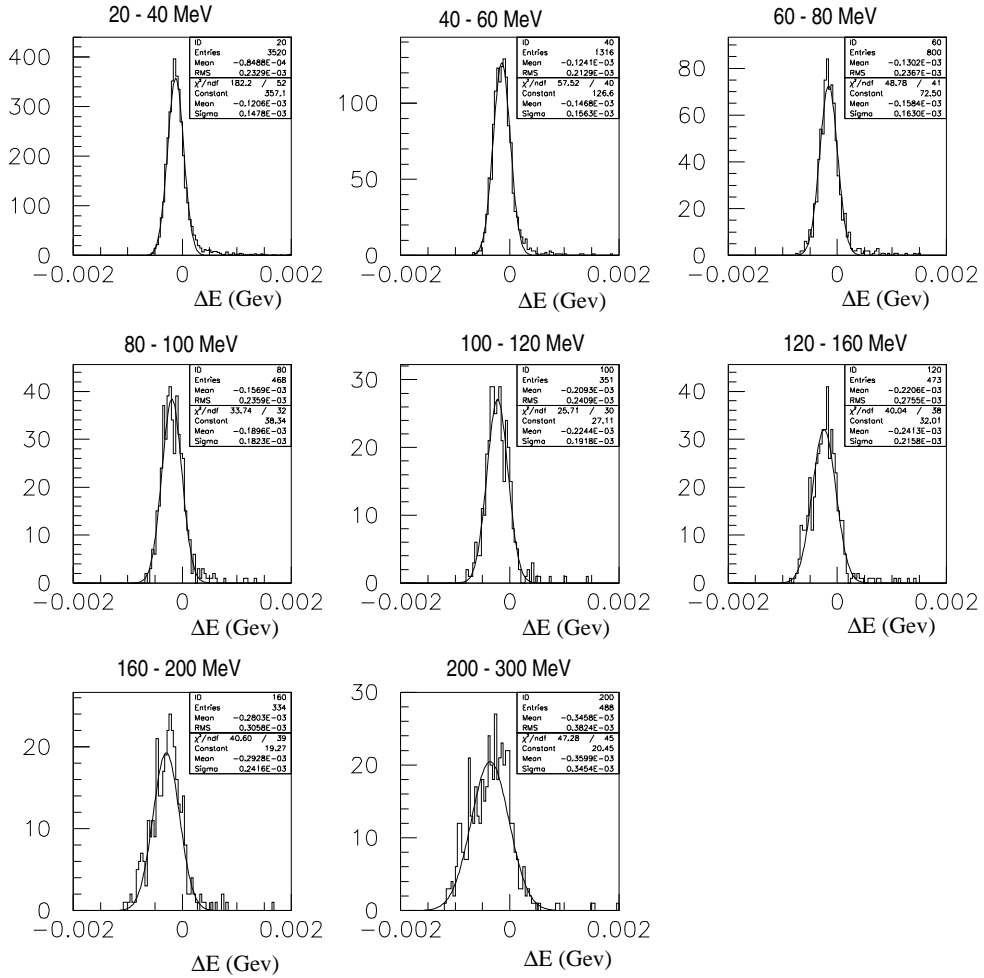 20 - 40 MeV
ID 20
Entries 3520
Mean -0.8488E-04
RMS 0.2329E-03
χ²/ndf 182.2 / 52
Constant 357.1
Mean -0.1206E-03
Sigma 0.1478E-03
400
300
200
100
0
-0.002 0 0.002
ΔE (Gev)
40 - 60 MeV
ID 40
Entries 1316
Mean -0.1241E-03
RMS 0.2129E-03
χ²/ndf 57.52 / 40
Constant 126.6
Mean -0.1468E-03
Sigma 0.1563E-03
100
50
0
-0.002 0 0.002
ΔE (Gev)
60 - 80 MeV
ID 60
Entries 800
Mean -0.1302E-03
RMS 0.2367E-03
χ²/ndf 48.78 / 41
Constant 72.50
Mean -0.1584E-03
Sigma 0.1630E-03
80
60
40
20
0
-0.002 0 0.002
ΔE (Gev)
80 - 100 MeV
ID 80
Entries 468
Mean -0.1569E-03
RMS 0.2359E-03
χ²/ndf 33.74 / 32
Constant 38.34
Mean -0.1896E-03
Sigma 0.1823E-03
40
30
20
10
0
-0.002 0 0.002
ΔE (Gev)
100 - 120 MeV
ID 100
Entries 351
Mean -0.2093E-03
RMS 0.2409E-03
χ²/ndf 25.71 / 30
Constant 27.11
Mean -0.2244E-03
Sigma 0.1918E-03
30
20
10
0
-0.002 0 0.002
ΔE (Gev)
120 - 160 MeV
ID 120
Entries 473
Mean -0.2206E-03
RMS 0.2755E-03
χ²/ndf 40.04 / 38
Constant 32.01
Mean -0.2413E-03
Sigma 0.2158E-03
40
30
20
10
0
-0.002 0 0.002
ΔE (Gev)
160 - 200 MeV
ID 160
Entries 334
Mean -0.2803E-03
RMS 0.3058E-03
χ²/ndf 40.60 / 39
Constant 19.27
Mean -0.2928E-03
Sigma 0.2416E-03
20
10
0
-0.002 0 0.002
ΔE (Gev)
200 - 300 MeV
ID 200
Entries 488
Mean -0.3458E-03
RMS 0.3824E-03
χ²/ndf 47.28 / 45
Constant 20.45
Mean -0.3599E-03
Sigma 0.3454E-03
30
20
10
0
-0.002 0 0.002
ΔE (Gev)